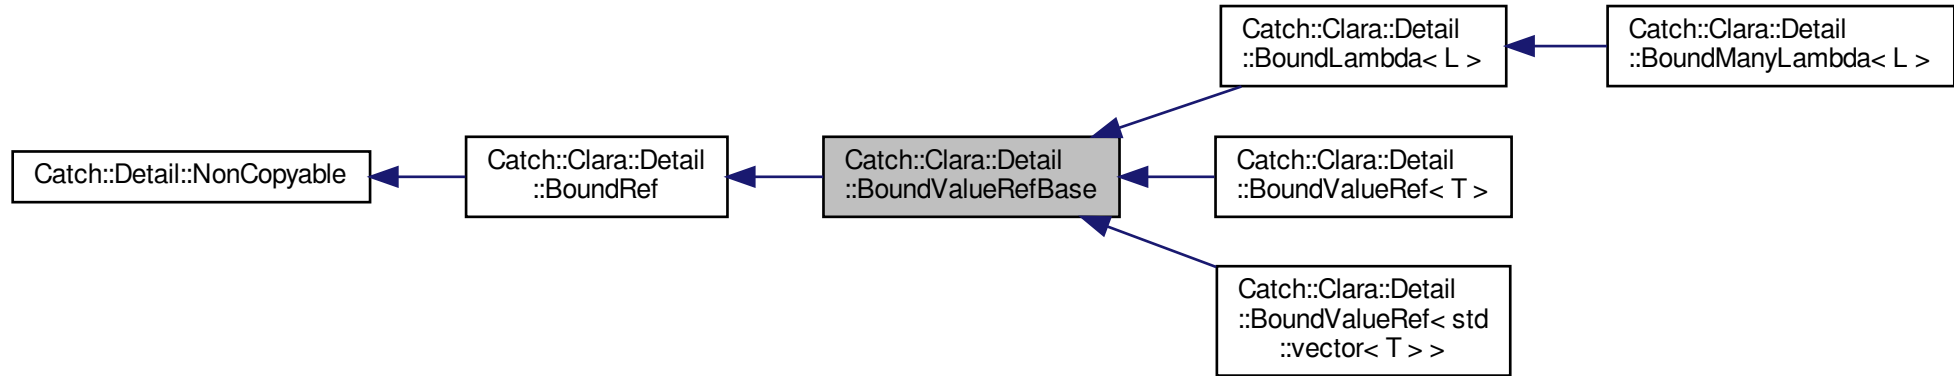 Catch::Clara::Detail
::BoundLambda< L >
Catch::Clara::Detail
::BoundManyLambda< L >
Catch::Detail::NonCopyable
Catch::Clara::Detail
::BoundRef
Catch::Clara::Detail
::BoundValueRefBase
Catch::Clara::Detail
::BoundValueRef< T >
Catch::Clara::Detail
::BoundValueRef< std
::vector< T > >